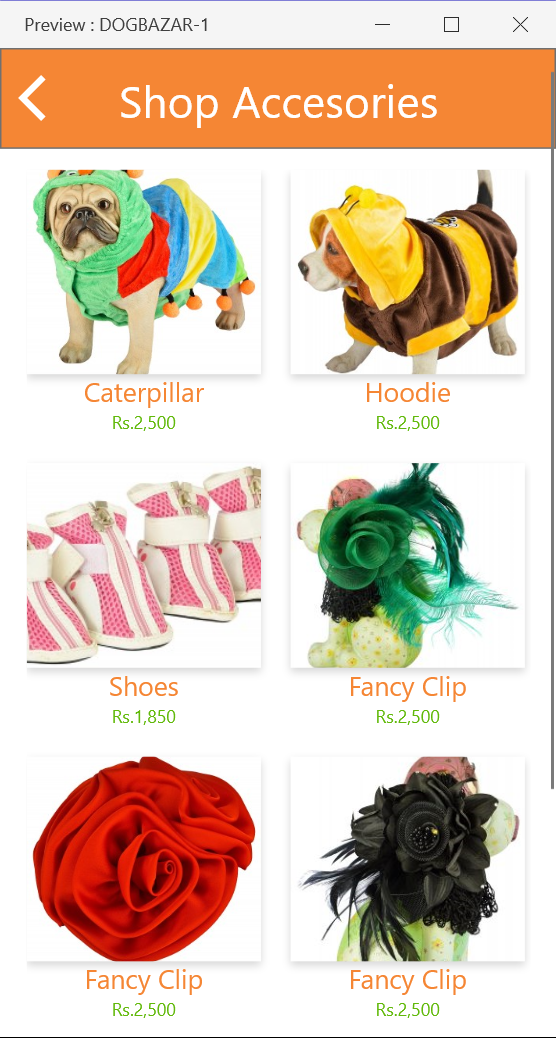 Preview : DOGBAZAR-1
Shop Accesories
Caterpillar
Rs.2,500
Hoodie
Rs.2,500
Shoes
Rs.1,850
Fancy Clip
Rs.2,500
Fancy Clip
Rs.2,500
Fancy Clip
Rs.2,500